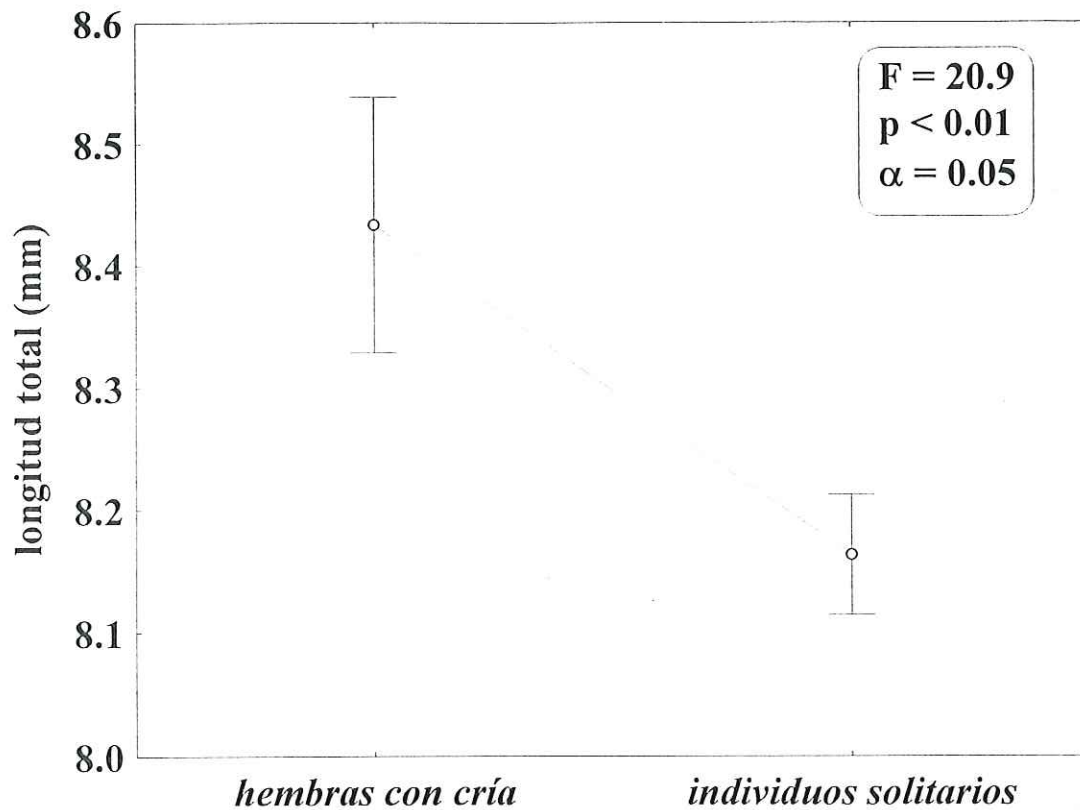 8.6
8.5
8.4
8.3
8.2
8.1
8.0
longitud total (mm)
F = 20.9
p < 0.01
α = 0.05
hembras con cría
individuos solitarios